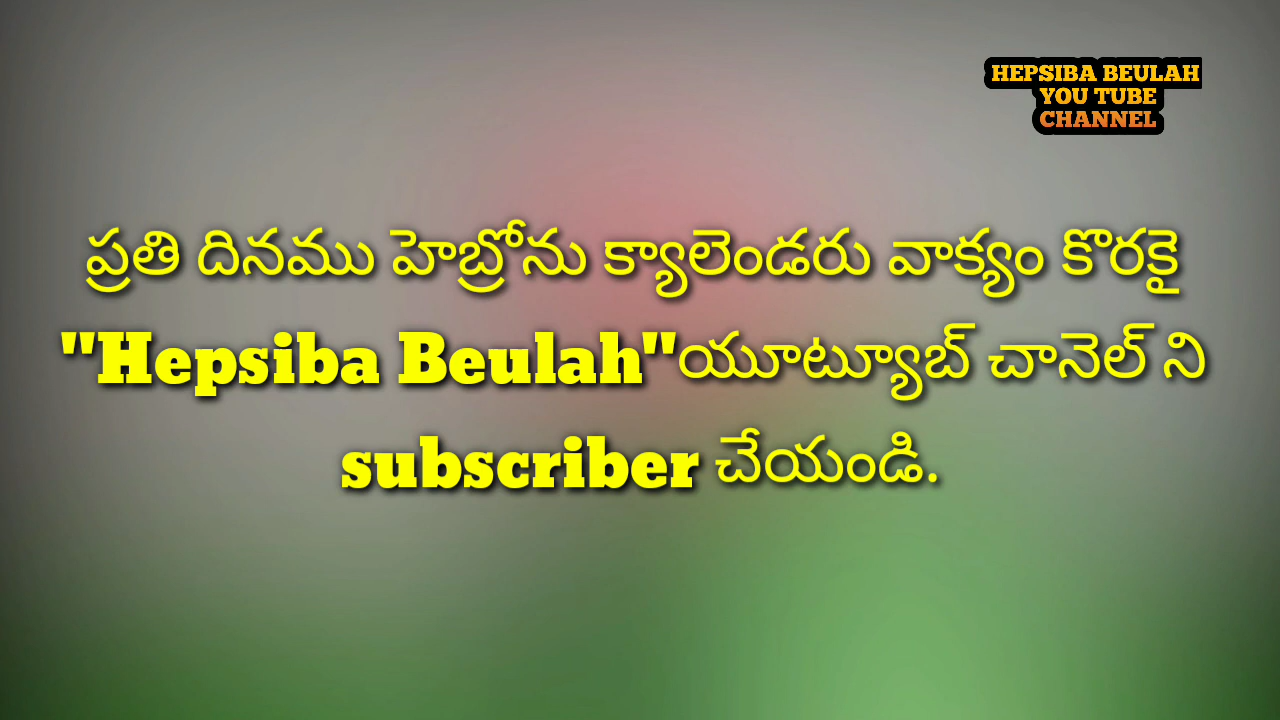 HEPSIBA BEULAH
YOU TUBE
CHANNEL
ప్రతి దినము హెబ్రోను క్యాలెండరు వాక్యం కొరకై
"Hepsiba Beulah"యూట్యూబ్ చానెల్ ని
subscriber చేయండి.